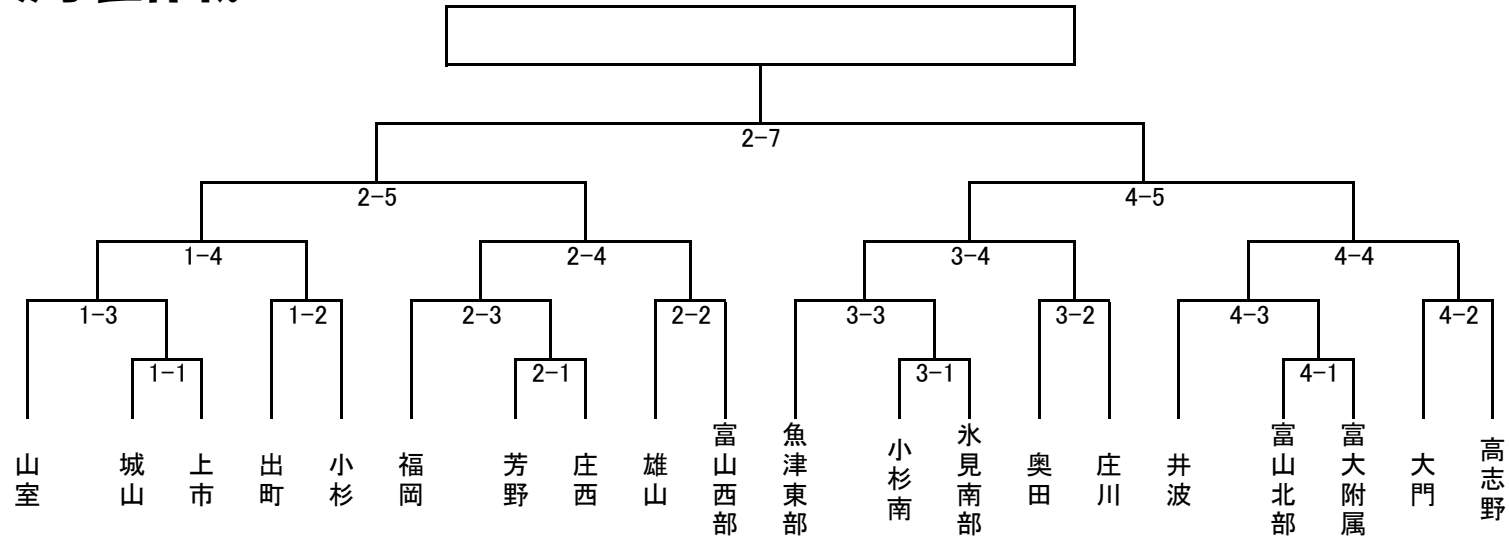 2-7
2-5
4-5
1-4
2-4
3-4
4-4
1-3
1-2
2-3
2-2
3-3
3-2
4-3
4-2
1-1
2-1
3-1
4-1
山室
城山
上市
出町
小杉
福岡
芳野
庄西
雄山
富山西部
魚津東部
小杉南
氷見南部
奥田
庄川
井波
富山北部
富大附属
大門
高志野